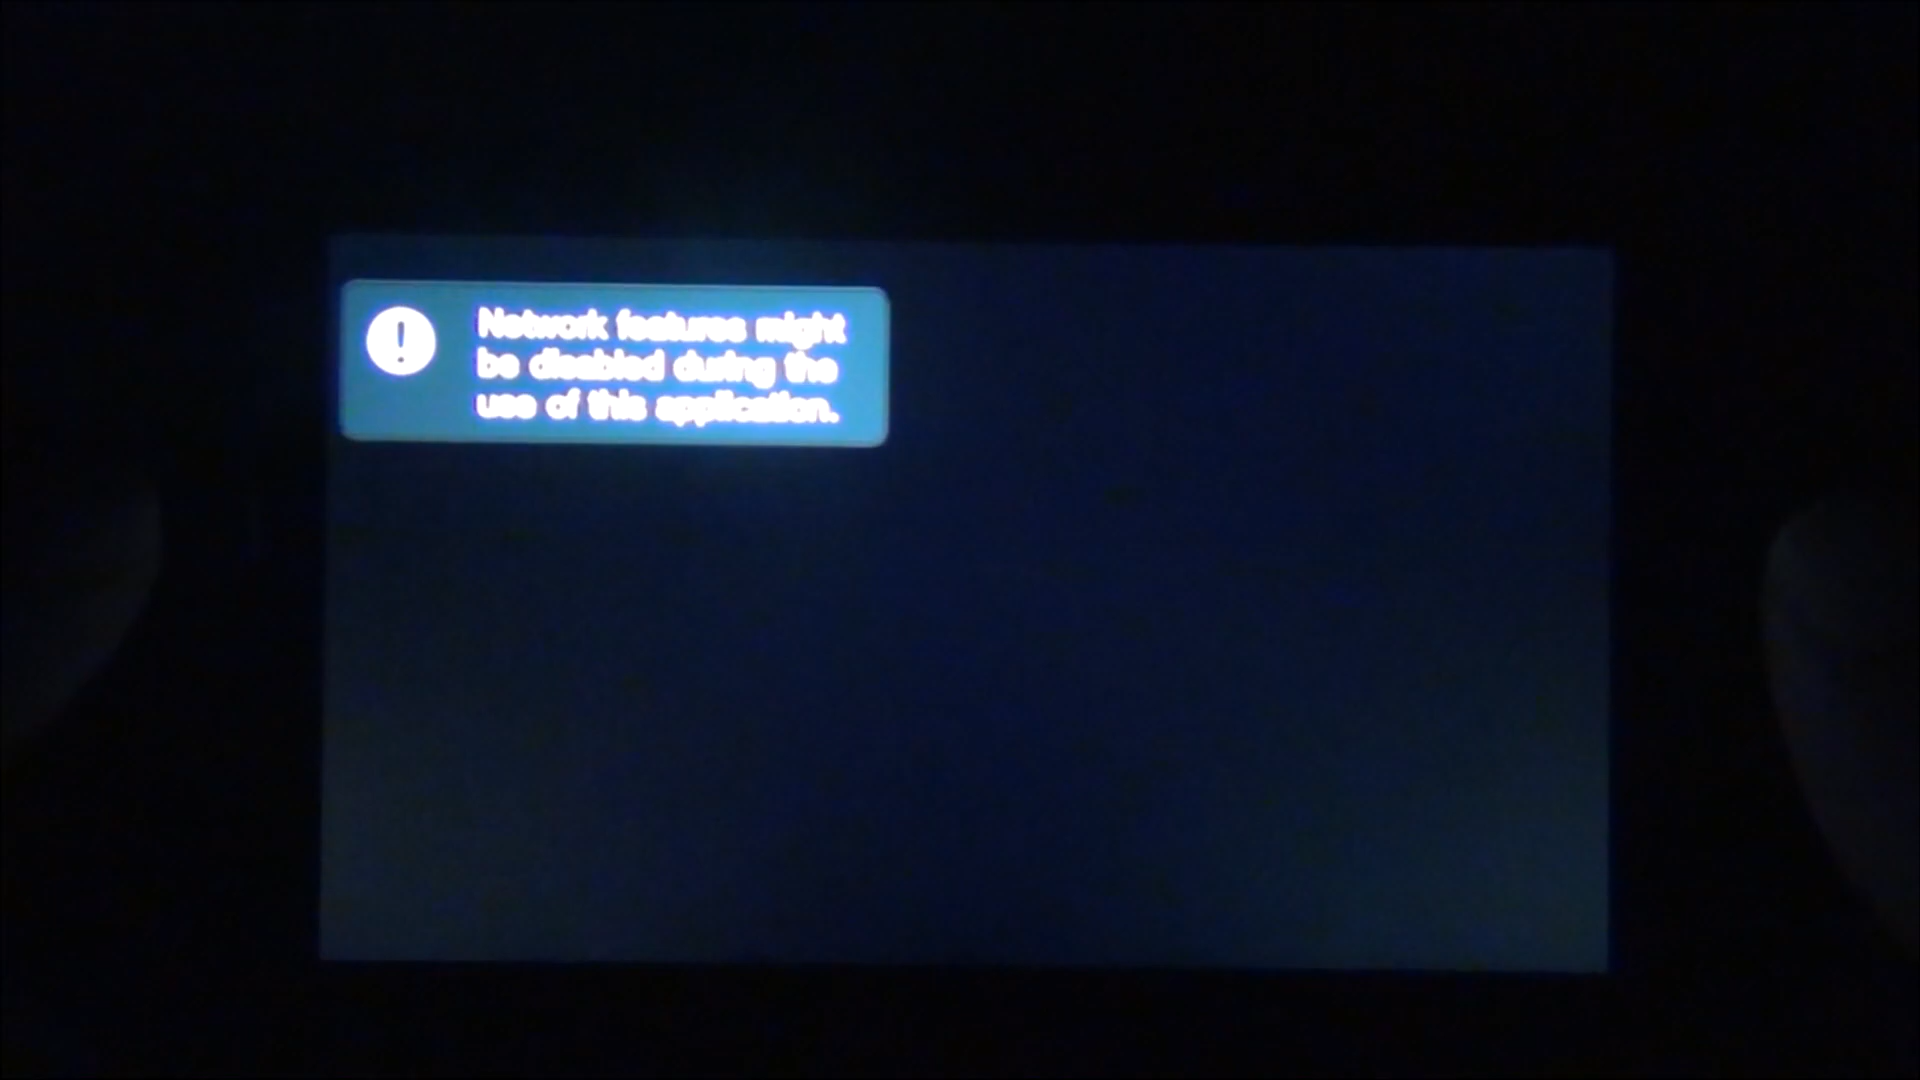 Network features might
be disabled during the
use of this application.